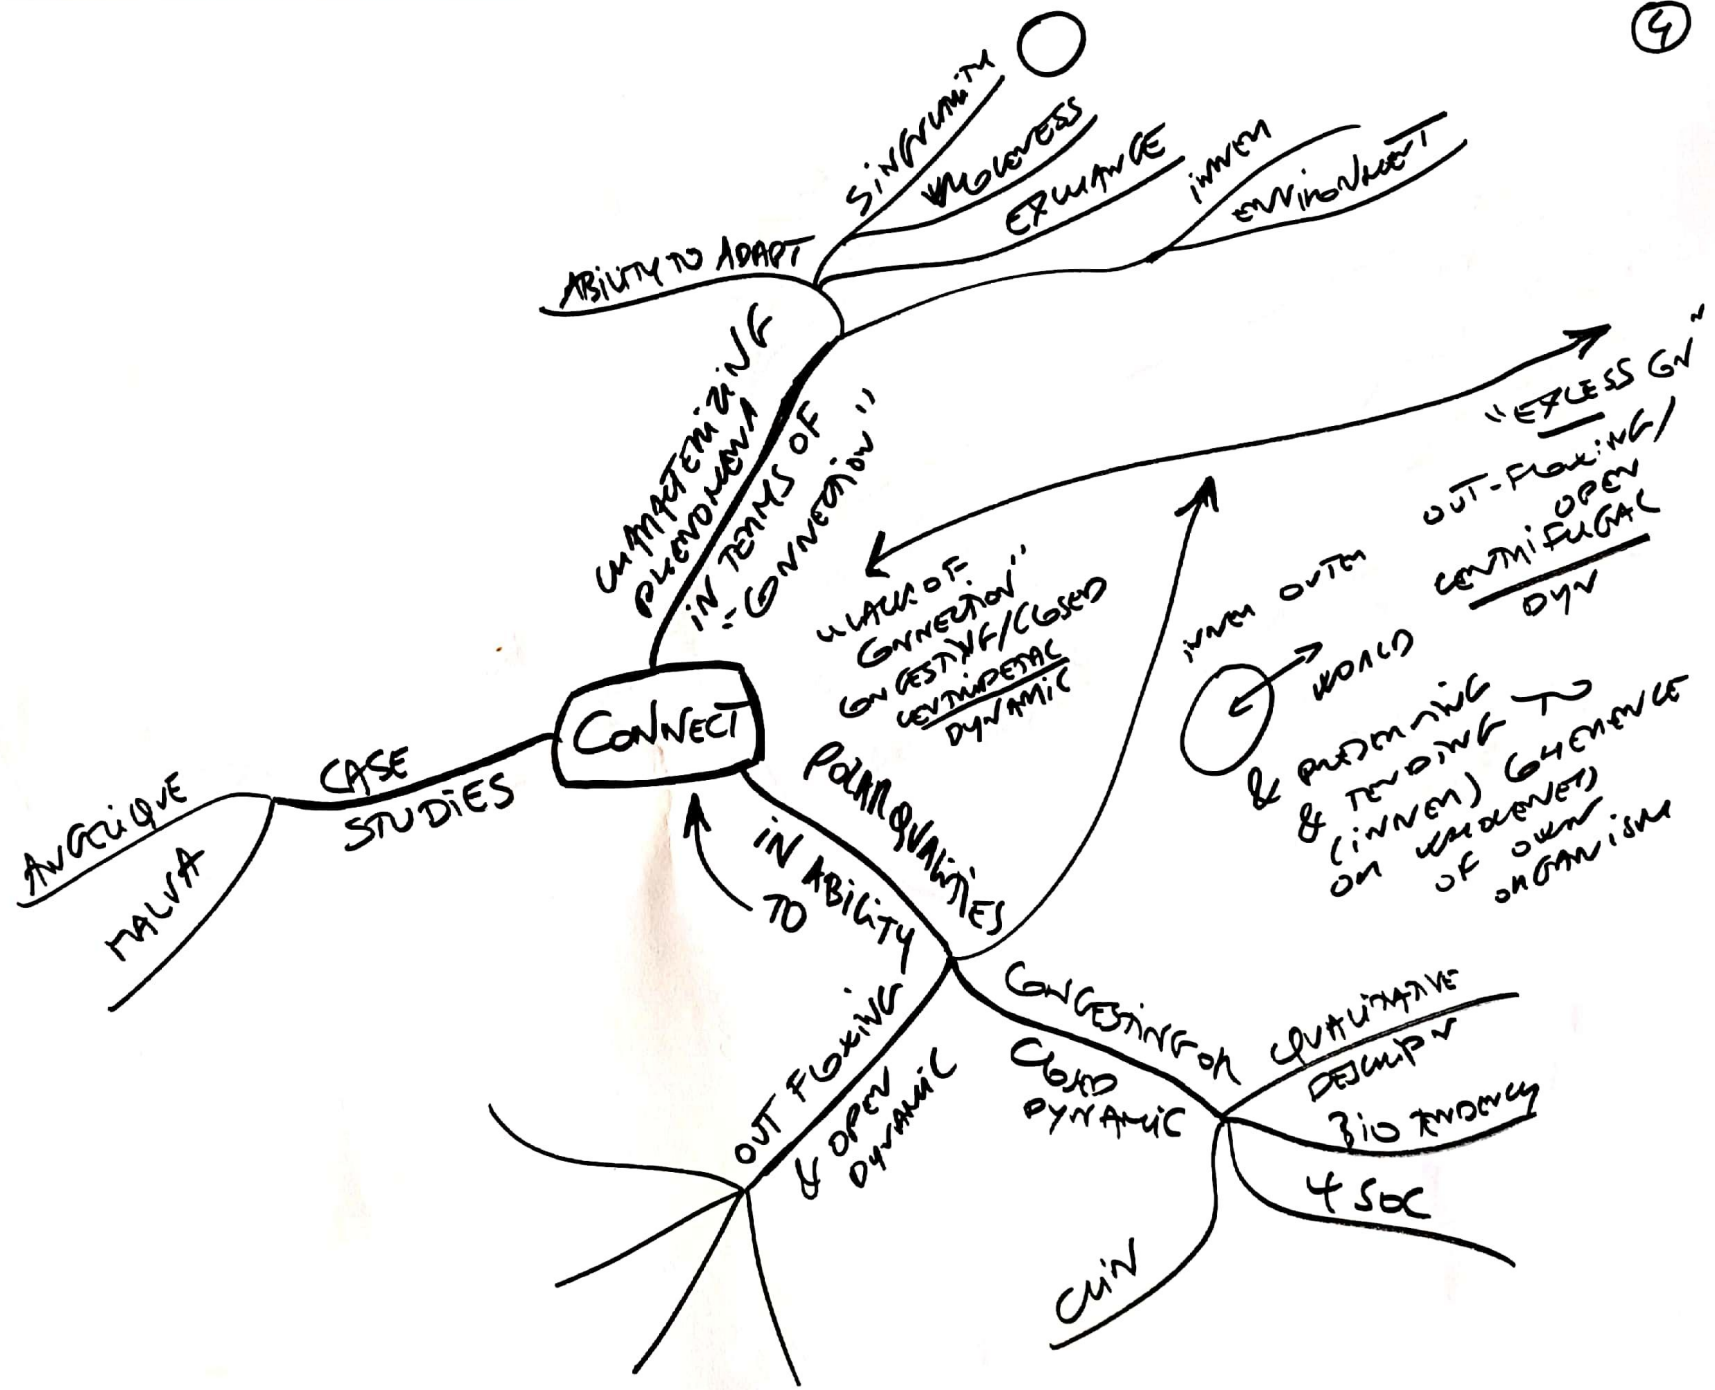 4
SINGULARITY
WHOLENESS
EXCHANGE
INNER
ENVIRONMENT
ABILITY TO ADAPT
CHARACTERIZING
PHENOMENA
IN TERMS OF
"CONNECTION"
"EXCESS CON"
OUT-FLOWING/
OPEN
CENTRIFUGAL
DYN
"LACK OF
CONNECTION"
CONGESTING/CLOSED
CENTRIPETAL
DYNAMIC
INNER OUTER
WORLD
& PRESERVING
& TENDING TO
(INNER) COHERENCE
OR WHOLENESS
OF OWN
ORGANISM
CONNECT
TO
CASE
STUDIES
ANGELIQUE
MALVA
POLAR QUALITIES
IN ABILITY
OUT FLOWING
& OPEN
DYNAMIC
CONGESTING OR
CLOSED
DYNAMIC
QUALITATIVE
DESCRIPN
BIO TENDENCY
4 SOC
CLIN